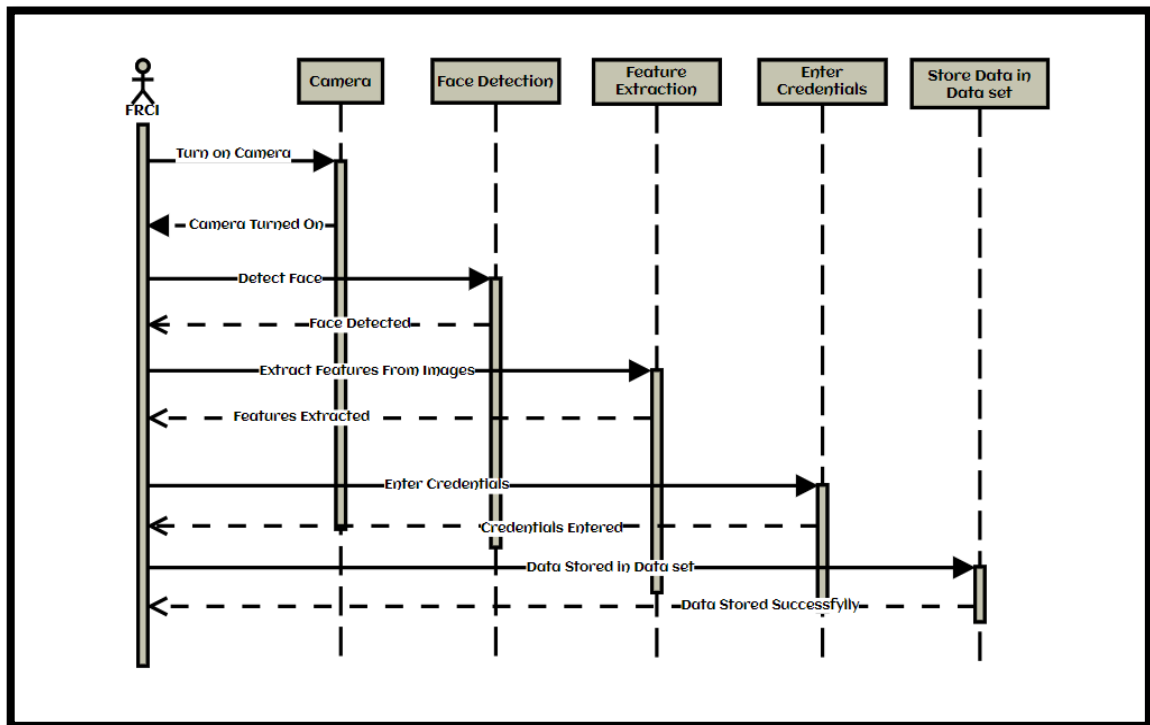 Camera
Face Detection
Feature
Extraction
Enter
Credentials
Store Data in
Data set
FRCI
Turn on Camera
Camera Turned On
Detect Face
Face Detected
Extract Features From Images
Features Extracted
Enter Credentials
Credentials Entered
Data Stored in Data set
Data Stored Successfylly